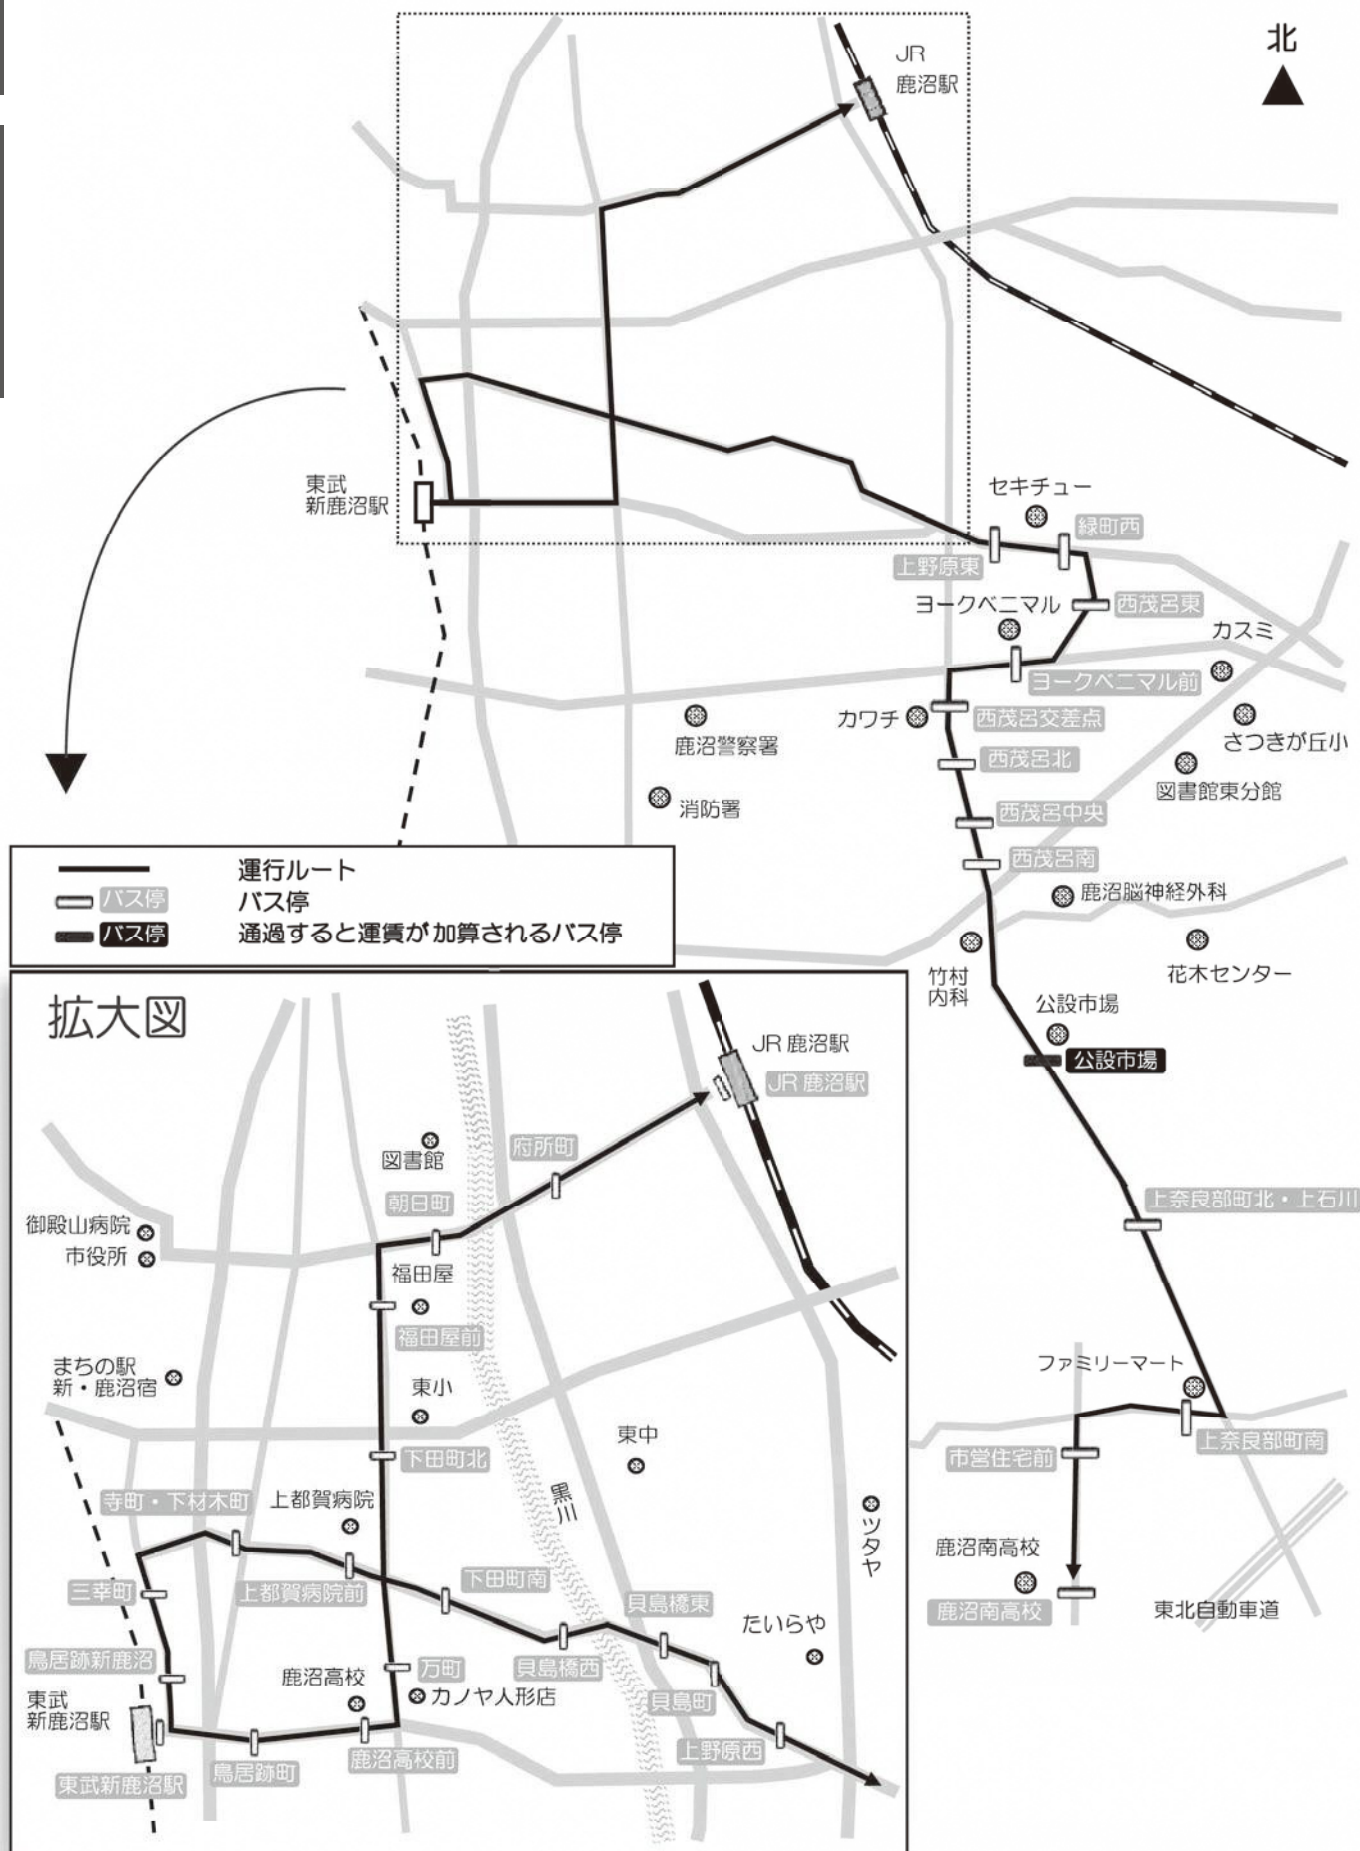 北
JR
鹿沼駅
東武
新鹿沼駅
セキチュー
緑町西
上野原東
ヨークベニマル
西茂呂東
カスミ
ヨークベニマル前
カワチ
西茂呂交差点
鹿沼警察署
さつきが丘小
西茂呂北
図書館東分館
消防署
西茂呂中央
西茂呂南
鹿沼脳神経外科
竹村
内科
花木センター
公設市場
公設市場
上奈良部町北・上石川
ファミリーマート
上奈良部町南
市営住宅前
鹿沼南高校
鹿沼南高校
東北自動車道
運行ルート
バス停 バス停
バス停 通過すると運賃が加算されるバス停
拡大図
JR 鹿沼駅
JR 鹿沼駅
府所町
図書館
朝日町
御殿山病院
市役所
福田屋
福田屋前
まちの駅
新・鹿沼宿
東小
東中
下田町北
寺町・下材木町
上都賀病院
黒川
ツタヤ
三幸町
上都賀病院前
下田町南
貝島橋東
たいらや
鳥居跡新鹿沼
鹿沼高校
万町
貝島橋西
カノヤ人形店
貝島町
東武
新鹿沼駅
上野原西
鹿沼高校前
鳥居跡町
東武新鹿沼駅